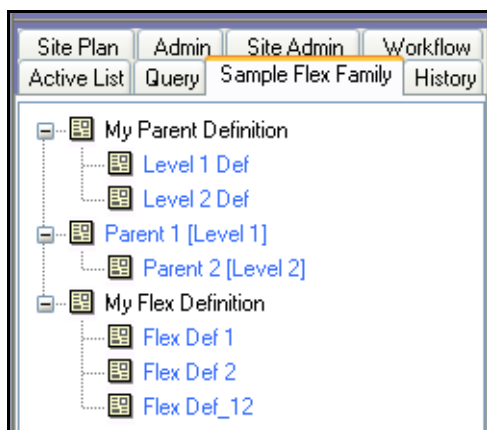 Site Plan Admin Site Admin Workflow
Active List Query Sample Flex Family History
My Parent Definition
Level 1 Def
Level 2 Def
Parent 1 [Level 1]
Parent 2 [Level 2]
My Flex Definition
Flex Def 1
Flex Def 2
Flex Def_12